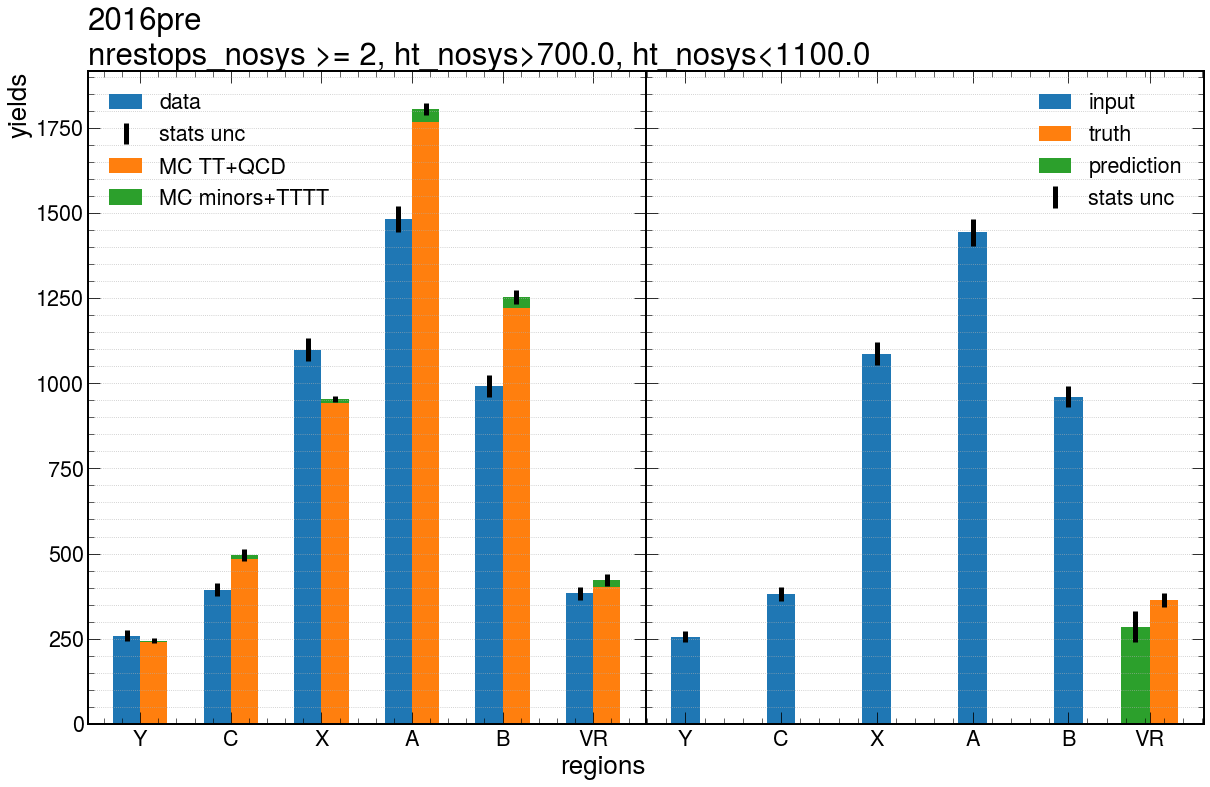 2016pre
nrestops_nosys >= 2, ht_nosys>700.0, ht_nosys<1100.0
yields
data
stats unc
MC TT+QCD
MC minors+TTTT
input
truth
prediction
stats unc
1750
1500
1250
1000
750
500
250
0
Y C X A B VR Y C X A B VR
regions